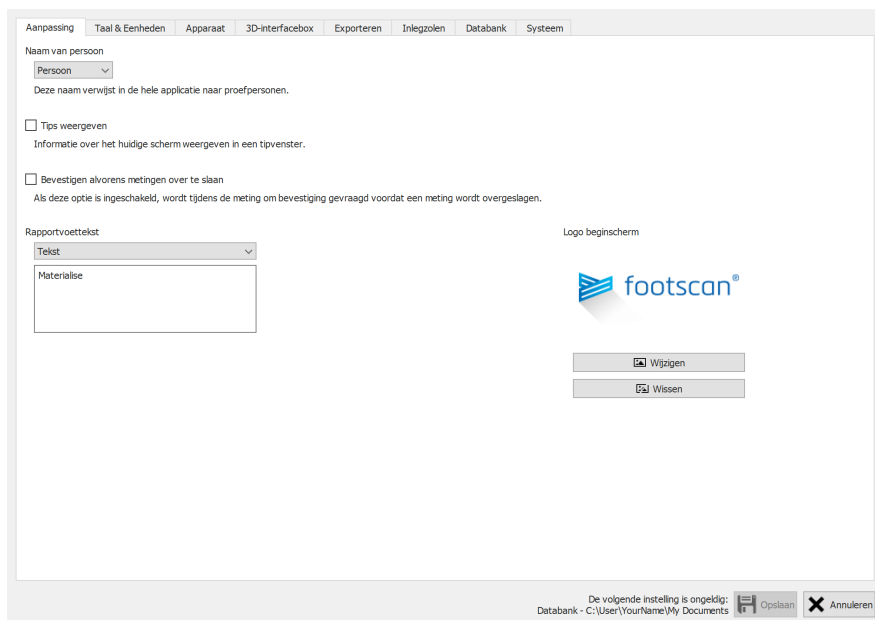 Aanpassing Taal & Eenheden Apparaat 3D-interfacebox Exporteren Inlegzolen Databank Systeem
Naam van persoon
Persoon
Deze naam verwijst in de hele applicatie naar proefpersonen.
Tips weergeven
Informatie over het huidige scherm weergeven in een tipvenster.
Bevestigen alvorens metingen over te slaan
Als deze optie is ingeschakeld, wordt tijdens de meting om bevestiging gevraagd voordat een meting wordt overgeslagen.
Rapportvoettekst
Tekst
Materialise
Logo beginscherm
footscan®
Wijzigen
Wissen
De volgende instelling is ongeldig:
Databank - C:\User\YourName\My Documents
Opslaan
Annuleren